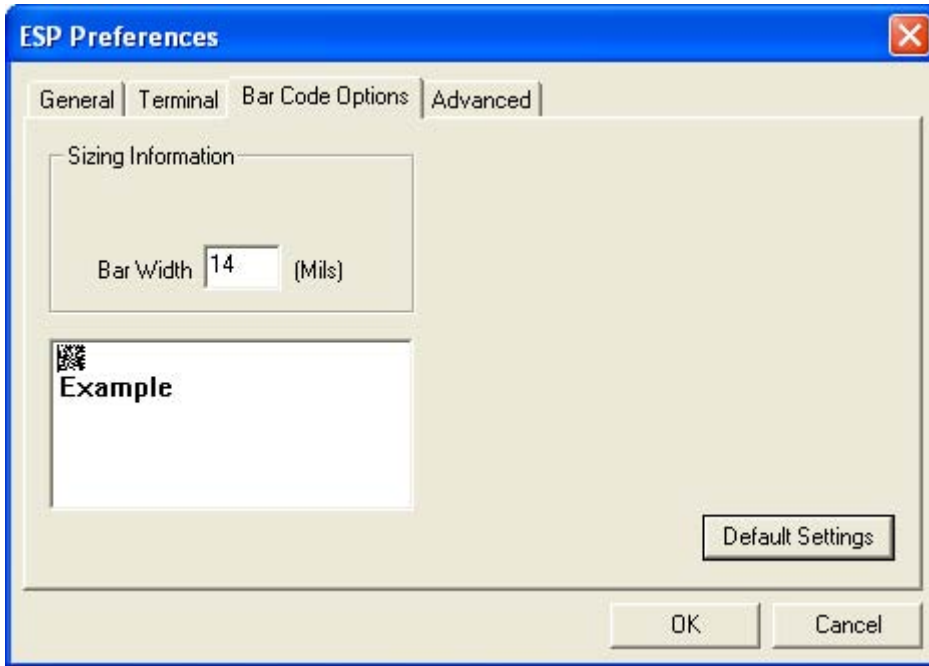 ESP Preferences
General Terminal Bar Code Options Advanced
Sizing Information
Bar Width 14 (Mils)
Example
Default Settings
OK Cancel